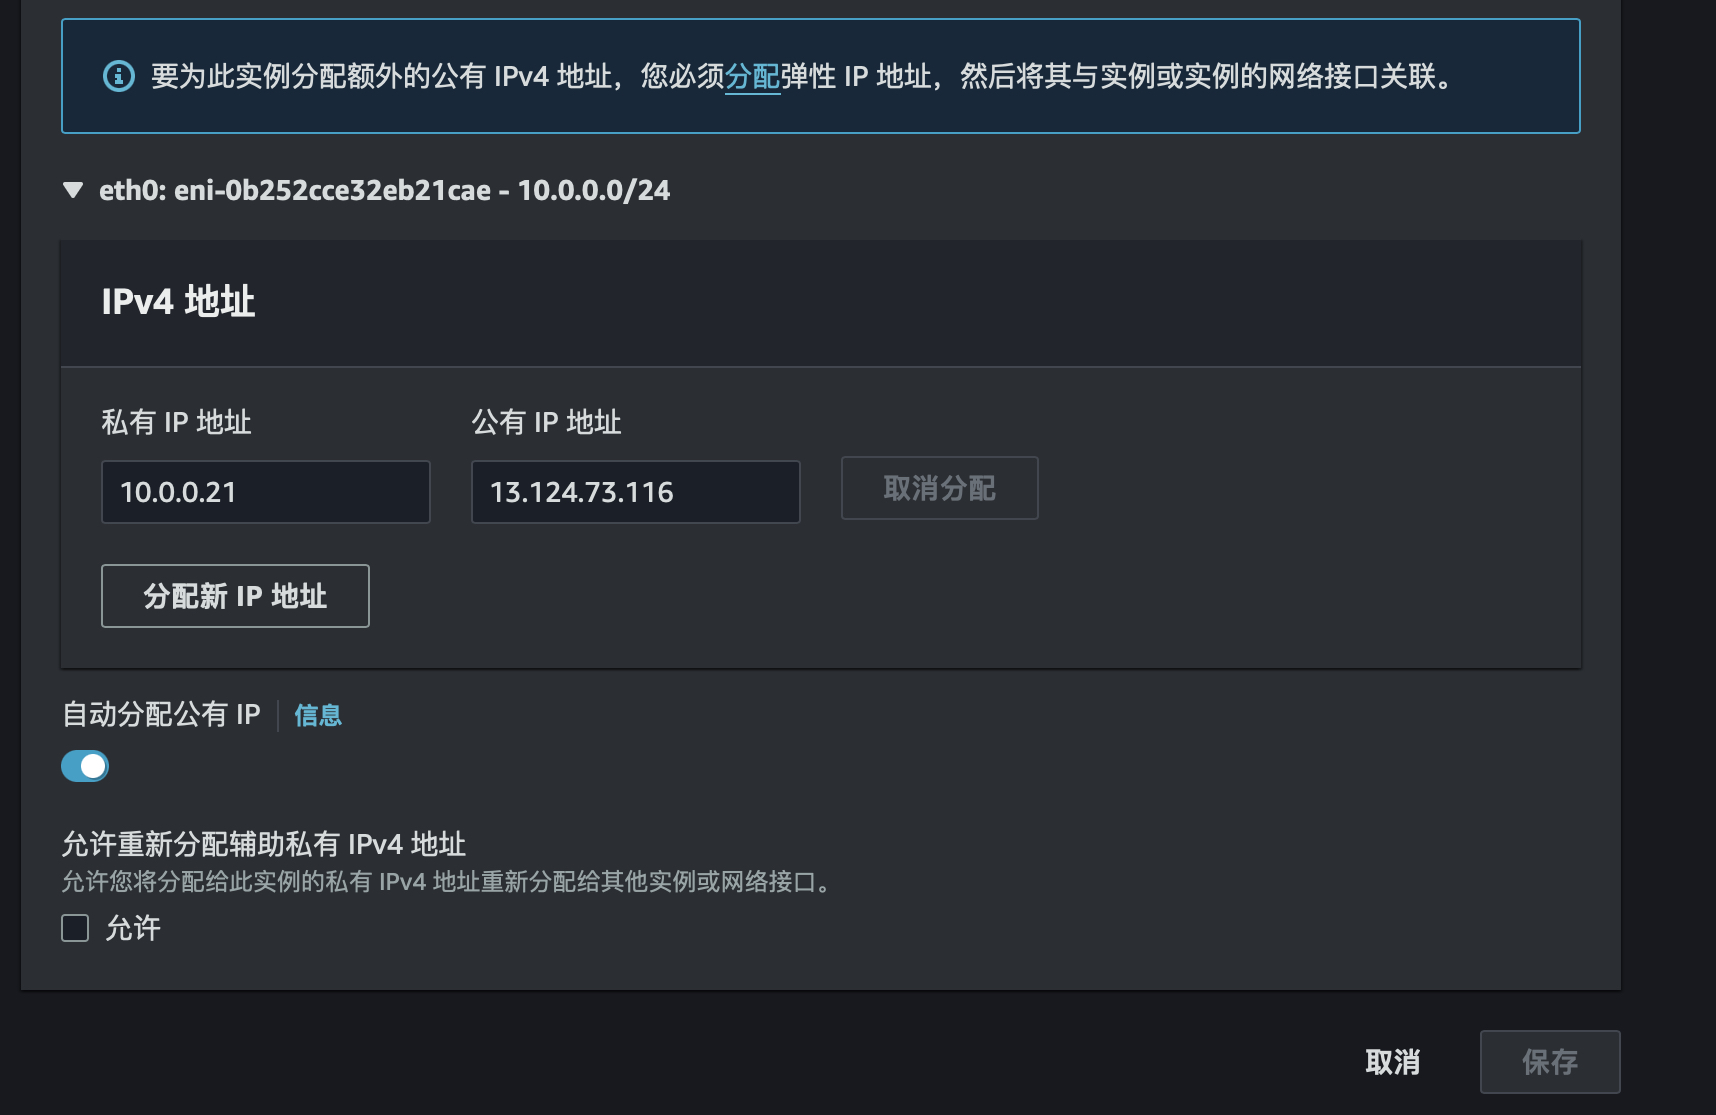 要为此实例分配额外的公有 IPv4 地址，您必须分配弹性 IP 地址，然后将其与实例或实例的网络接口关联。
eth0: eni-0b252cce32eb21cae - 10.0.0.0/24
IPv4 地址
私有 IP 地址 公有 IP 地址
10.0.0.21 13.124.73.116 取消分配
分配新 IP 地址
自动分配公有 IP 信息
允许重新分配辅助私有 IPv4 地址
允许您将分配给此实例的私有 IPv4 地址重新分配给其他实例或网络接口。
允许
取消 保存